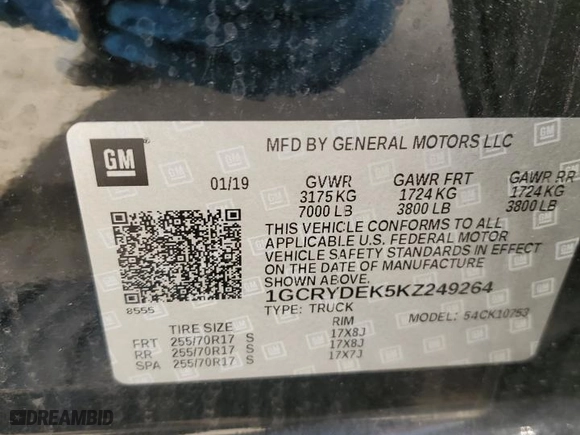 GM
MFD BY GENERAL MOTORS LLC
01/19 GVWR GAWR FRT GAWR RR
3175 KG 1724 KG 1724 KG
7000 LB 3800 LB 3800 LB
THIS VEHICLE CONFORMS TO ALL
APPLICABLE U.S. FEDERAL MOTOR
VEHICLE SAFETY STANDARDS IN EFFECT
ON THE DATE OF MANUFACTURE
SHOWN ABOVE.
1GCRYDEK5KZ249264
8555 TYPE: TRUCK MODEL: 54CK10753
TIRE SIZE RIM
FRT 255/70R17 S 17X8J
RR 255/70R17 S 17X8J
SPA 255/70R17 S 17X7J
DREAMBID